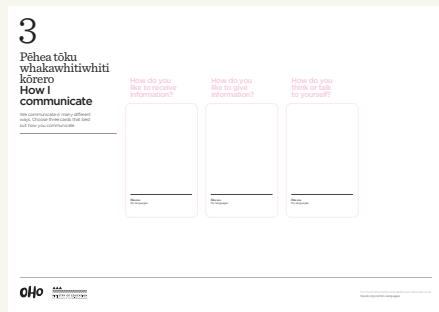 3
Pēhea tōku
whakawhitiwhiti
kōrero
How I
communicate
We communicate in many different
ways. Choose three cards that best
suit how you communicate.
How do you
like to receive
information?
How do you
like to give
information?
How do you
think or talk
to yourself?
OHO